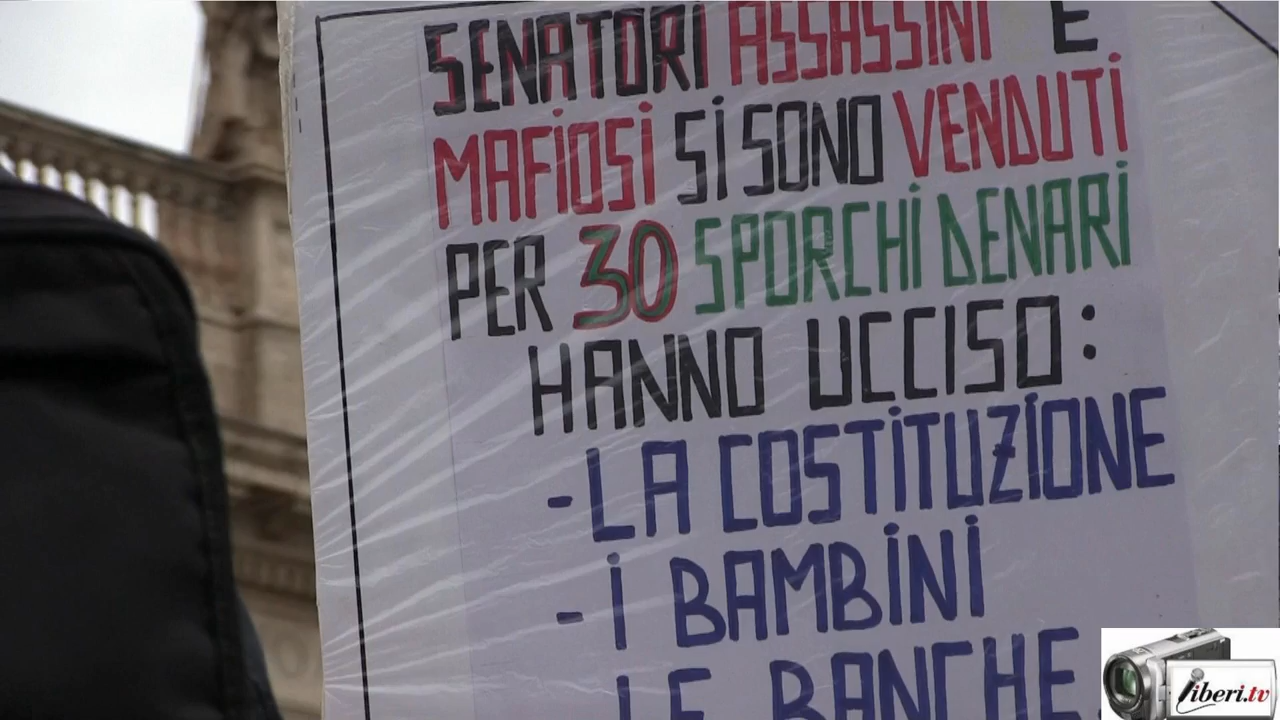 SENATORI ASSASSINI E
MAFIOSI SI SONO VENDUTI
PER 30 SPORCHI DENARI
HANNO UCCISO:
-LA COSTITUZIONE
-I BAMBINI
LE BANCHE
liberi.tv